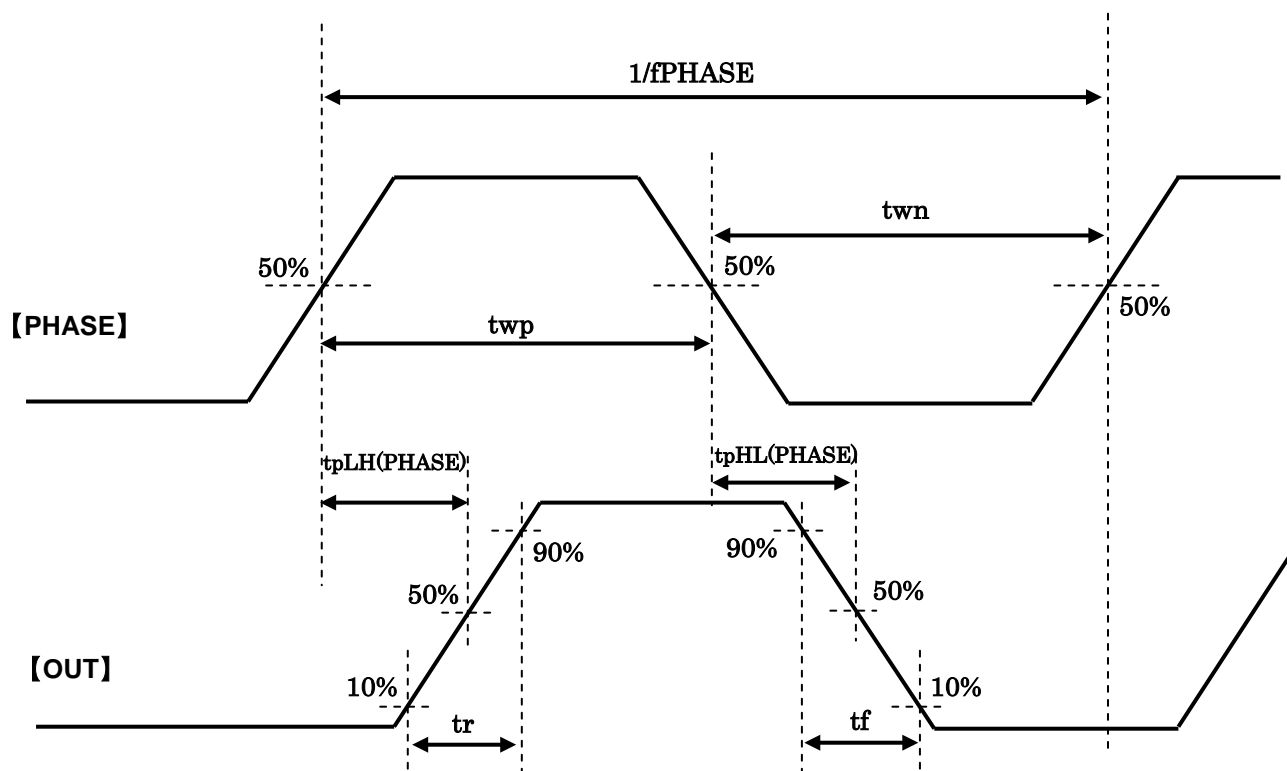 1/fPHASE
twn
50%
50%
50%
【PHASE】
twp
tpLH(PHASE)
tpHL(PHASE)
90%
90%
50%
50%
【OUT】
10%
10%
tr
tf